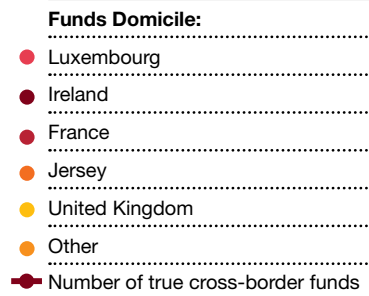 Funds Domicile:
Luxembourg
Ireland
France
Jersey
United Kingdom
Other
Number of true cross-border funds